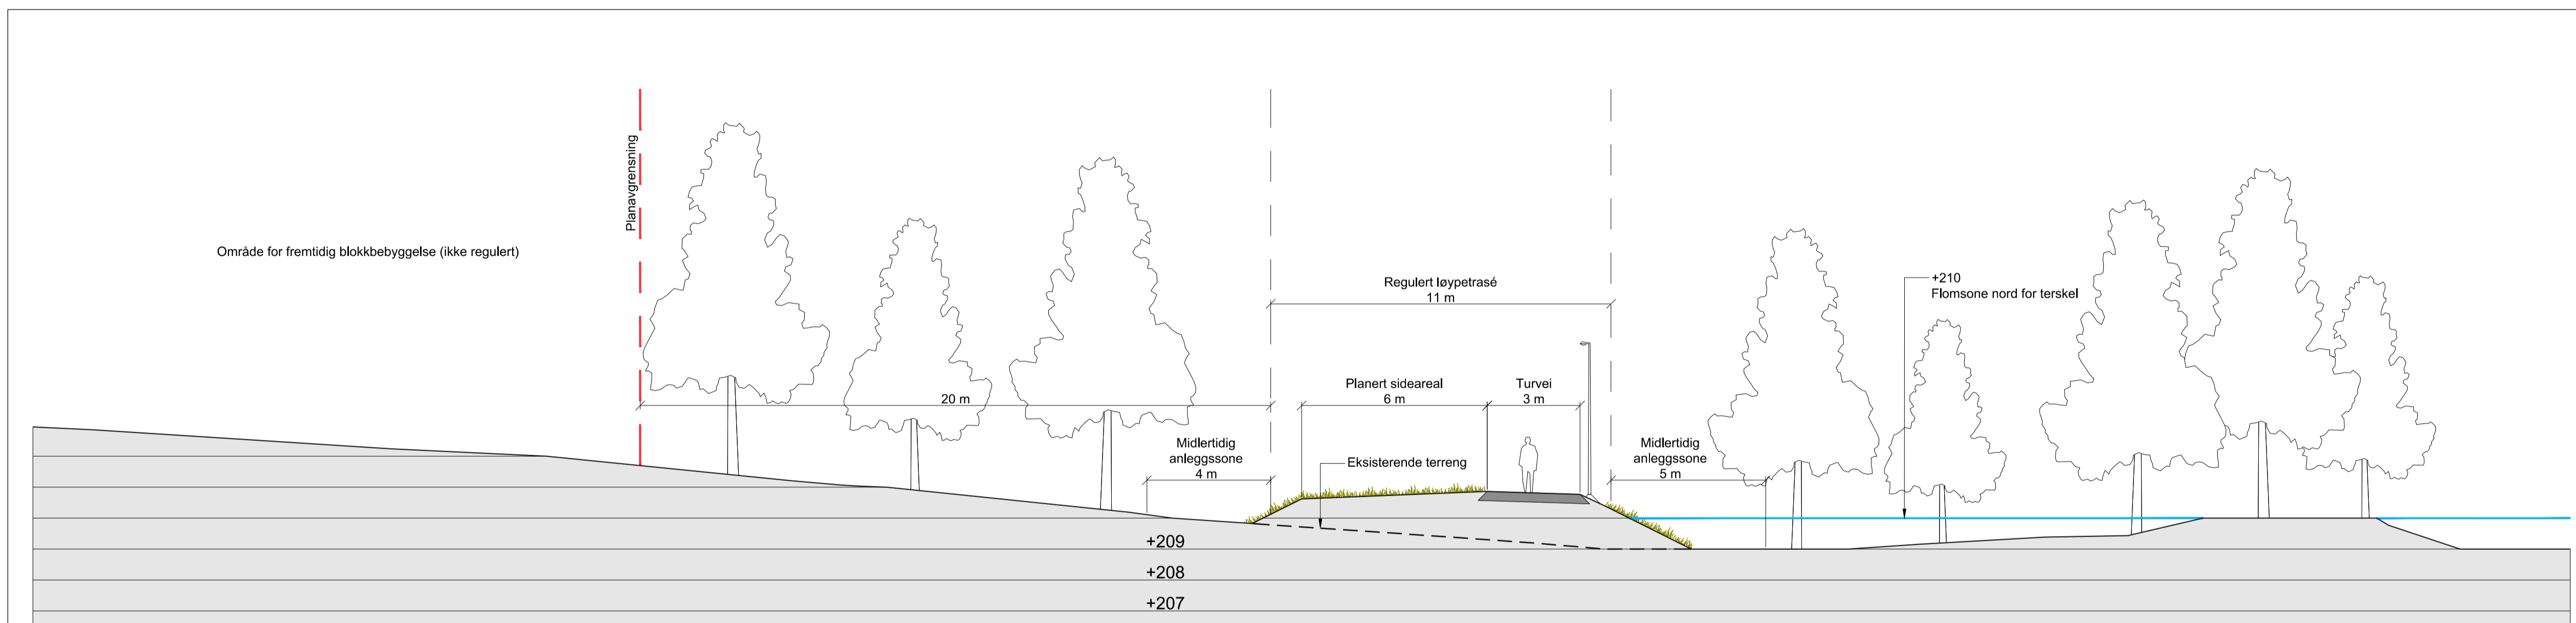 Planavgrensning
Område for fremtidig blokkbebyggelse (ikke regulert)
20 m
Midlertidig
anleggssone
4 m
Regulert løypetrasé
11 m
Planert sideareal
6 m
Turvei
3 m
Eksisterende terreng
Midlertidig
anleggssone
5 m
+210
Flomsone nord for terskel
+209
+208
+207